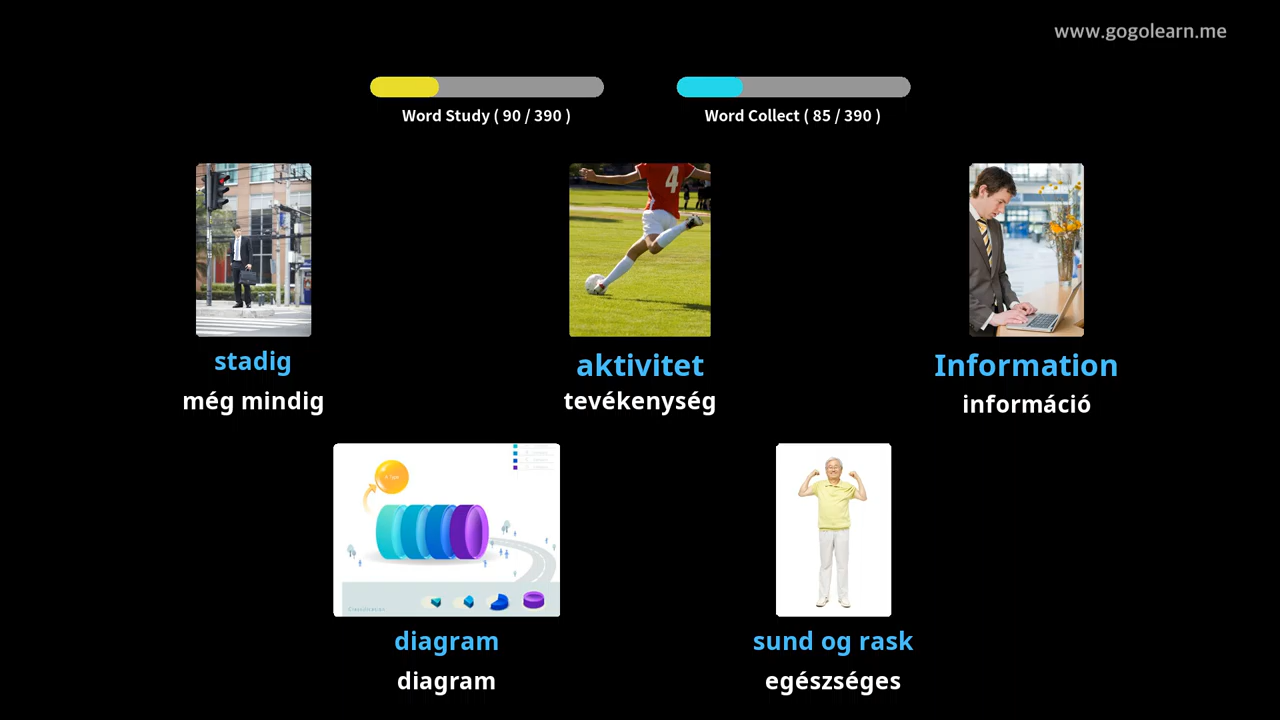 www.gogolearn.me
Word Study ( 90 / 390 )
Word Collect ( 85 / 390 )
4
stadig
még mindig
aktivitet
tevékenység
Information
információ
diagram
diagram
sund og rask
egészséges